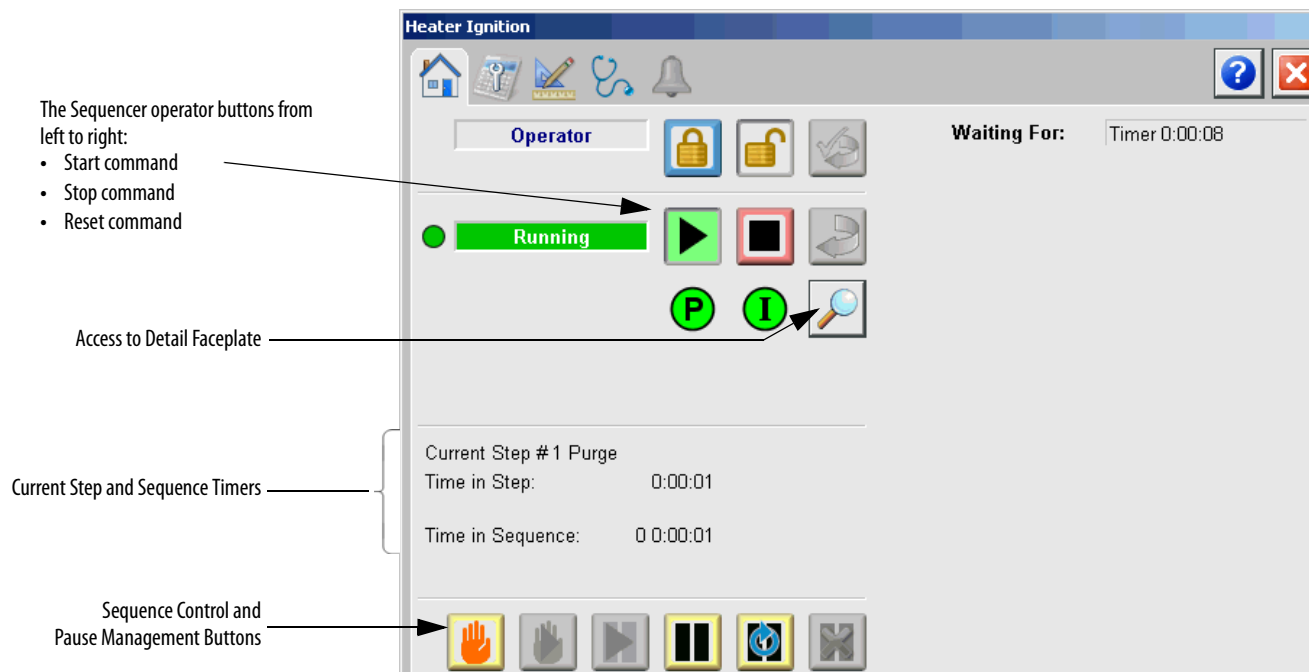 Heater Ignition
The Sequencer operator buttons from
left to right:
• Start command
• Stop command
• Reset command
Operator
Waiting For:
Timer 0:00:08
Running
P
I
Access to Detail Faceplate
Current Step and Sequence Timers
Current Step # 1 Purge
Time in Step: 0:00:01
Time in Sequence: 0 0:00:01
Sequence Control and
Pause Management Buttons